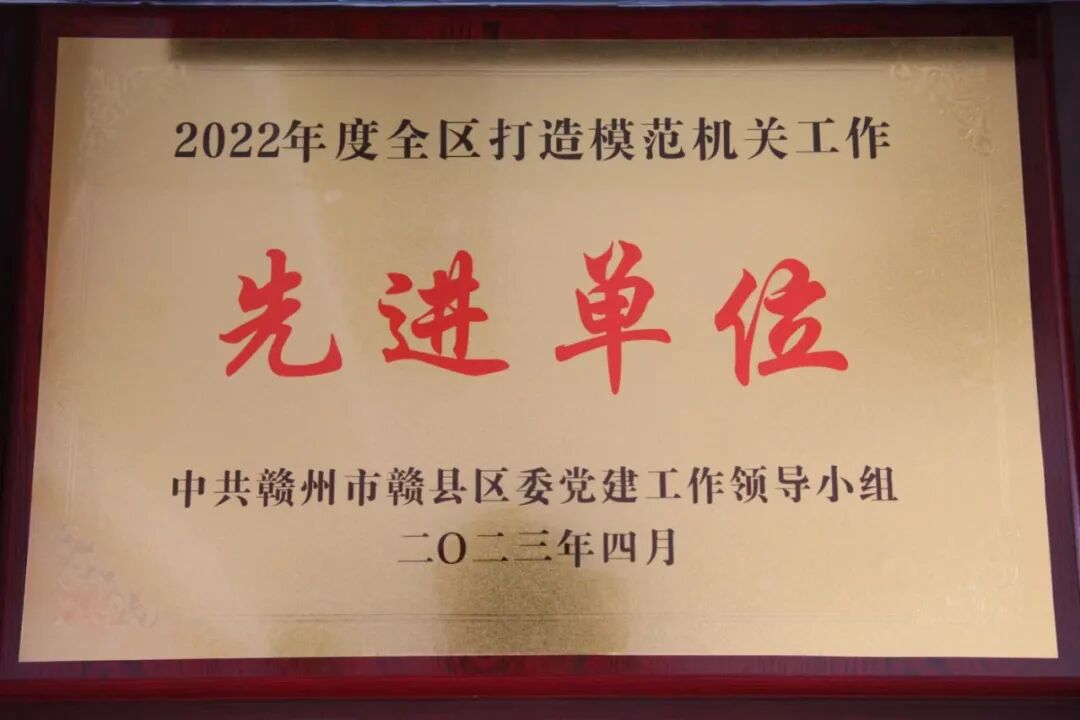 2022年度全区打造模范机关工作
先进单位
中共赣州市赣县区委党建工作领导小组
二〇二三年四月